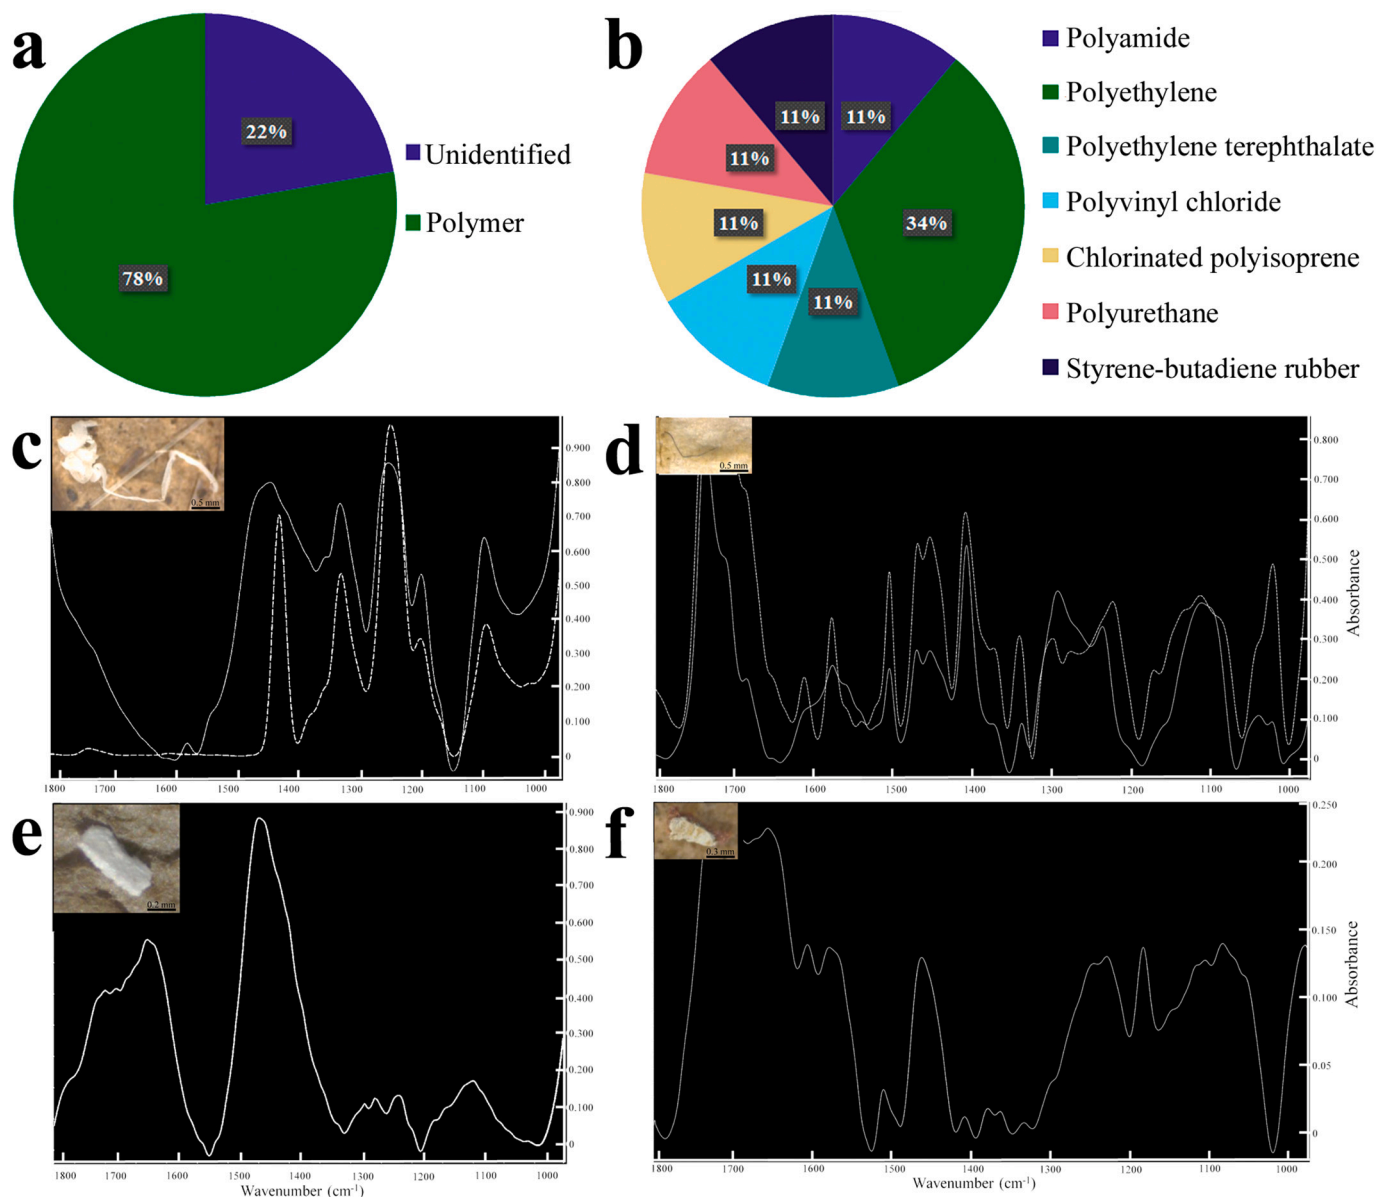 a
22%
78%
Unidentified
Polymer
b
11%
11%
34%
11%
11%
11%
11%
Polyamide
Polyethylene
Polyethylene terephthalate
Polyvinyl chloride
Chlorinated polyisoprene
Polyurethane
Styrene-butadiene rubber
c
0.5 mm
0.900
0.800
0.700
0.600
0.500
0.400
0.300
0.200
0.100
0
1800 1700 1600 1500 1400 1300 1200 1100 1000
d
0.5 mm
0.800
0.700
0.600
0.500
0.400
0.300
0.200
0.100
0
Absorbance
1800 1700 1600 1500 1400 1300 1200 1100 1000
e
0.2 mm
0.900
0.800
0.700
0.600
0.500
0.400
0.300
0.200
0.100
0
1800 1700 1600 1500 1400 1300 1200 1100 1000
Wavenumber (cm⁻¹)
f
0.3 mm
0.250
0.200
0.150
0.100
0.05
0
Absorbance
1800 1700 1600 1500 1400 1300 1200 1100 1000
Wavenumber (cm⁻¹)